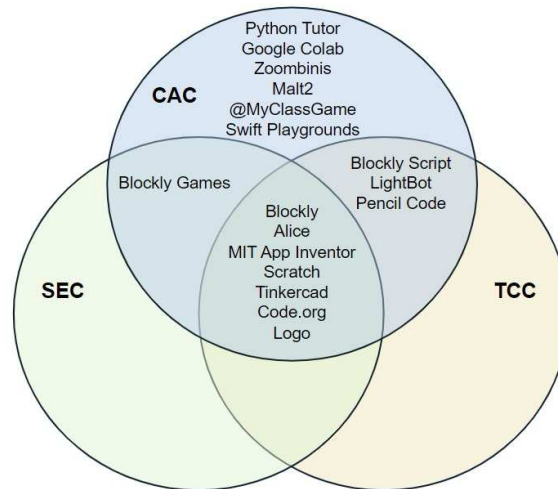 Python Tutor
Google Colab
Zoombinis
Malt2
@MyClassGame
Swift Playgrounds
CAC
Blockly Games
Blockly Script
LightBot
Pencil Code
Blockly
Alice
MIT App Inventor
Scratch
Tinkercad
Code.org
Logo
SEC
TCC